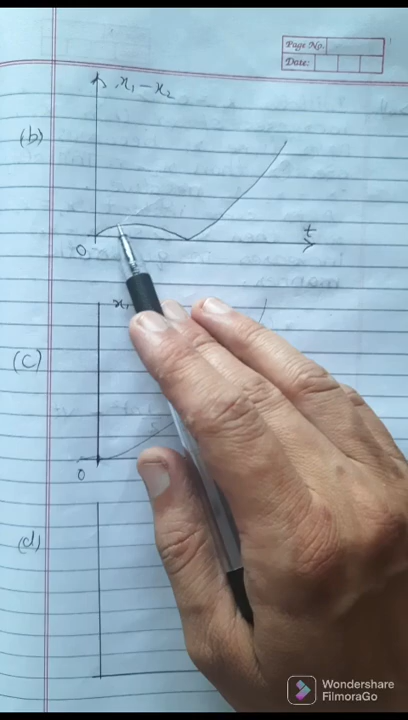 Page No.
Date:
x₁-x₂
(b)
t
0
(c)
0
(d)
Wondershare
FilmoraGo